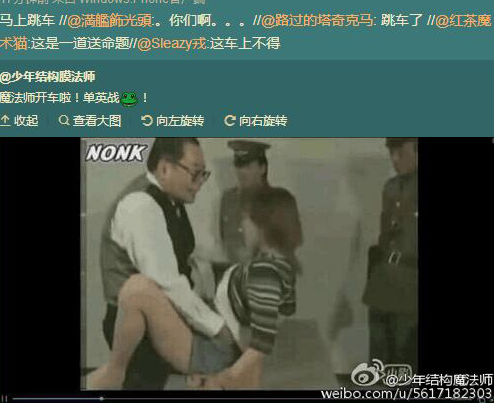 马上跳车 //@满艦飾光頭:。你们啊。。。//@路过的塔奇克马: 跳车了 //@红茶魔
术猫:这是一道送命题//@Sleazy戎:这车上不得
@少年结构膜法师
膜法师开车啦!单英战!
收起 查看大图 向左旋转 向右旋转
NONK
@少年结构魔法师
weibo.com/u/5617182303